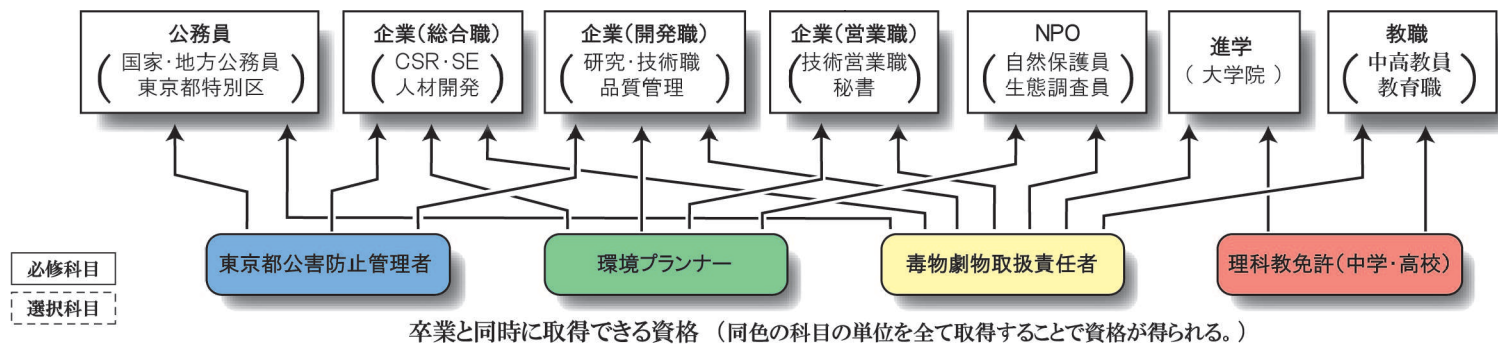 公務員
(国家・地方公務員
東京都特別区)
企業(総合職)
(CSR・SE
人材開発)
企業(開発職)
(研究・技術職
品質管理)
企業(営業職)
(技術営業職
秘書)
NPO
(自然保護員
生態調査員)
進学
(大学院)
教職
(中高教員
教育職)
東京都公害防止管理者
環境プランナー
毒物劇物取扱責任者
理科教免許(中学・高校)
必修科目
選択科目
卒業と同時に取得できる資格 (同色の科目の単位を全て取得することで資格が得られる。)